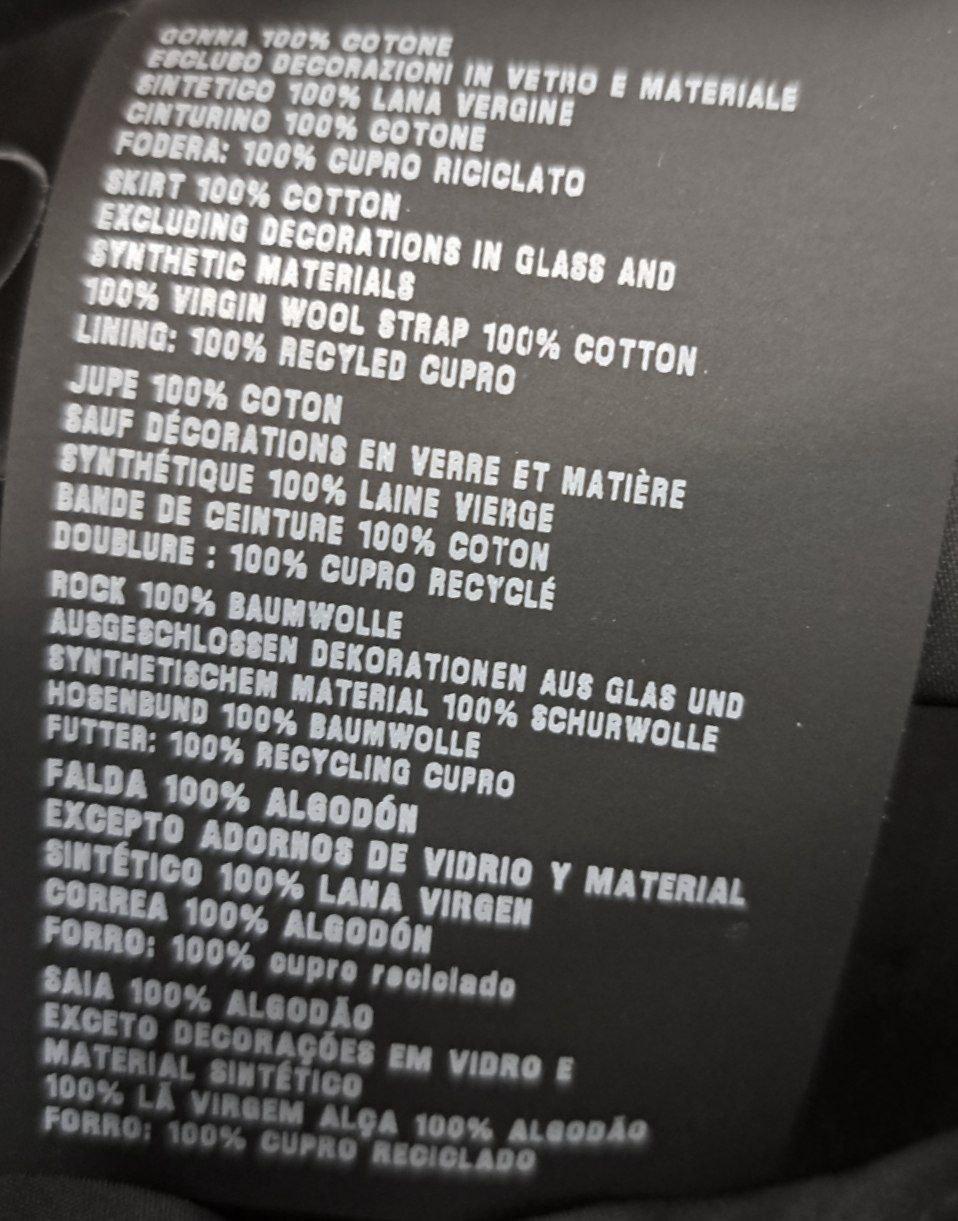 GONNA 100% COTONE
ESCLUSO DECORAZIONI IN VETRO E MATERIALE
SINTETICO 100% LANA VERGINE
CINTURINO 100% COTONE
FODERA: 100% CUPRO RICICLATO
SKIRT 100% COTTON
EXCLUDING DECORATIONS IN GLASS AND
SYNTHETIC MATERIALS
100% VIRGIN WOOL STRAP 100% COTTON
LINING: 100% RECYLED CUPRO
JUPE 100% COTON
SAUF DÉCORATIONS EN VERRE ET MATIÈRE
SYNTHÉTIQUE 100% LAINE VIERGE
BANDE DE CEINTURE 100% COTON
DOUBLURE : 100% CUPRO RECYCLÉ
ROCK 100% BAUMWOLLE
AUSGESCHLOSSEN DEKORATIONEN AUS GLAS UND
SYNTHETISCHEM MATERIAL 100% SCHURWOLLE
HOSENBUND 100% BAUMWOLLE
FUTTER: 100% RECYCLING CUPRO
FALDA 100% ALGODÓN
EXCEPTO ADORNOS DE VIDRIO Y MATERIAL
SINTÉTICO 100% LANA VIRGEN
CORREA 100% ALGODÓN
FORRO: 100% cupro reciclado
SAIA 100% ALGODÃO
EXCETO DECORAÇÕES EM VIDRO E
MATERIAL SINTÉTICO
100% LÃ VIRGEM ALÇA 100% ALGODÃO
FORRO: 100% CUPRO RECICLADO